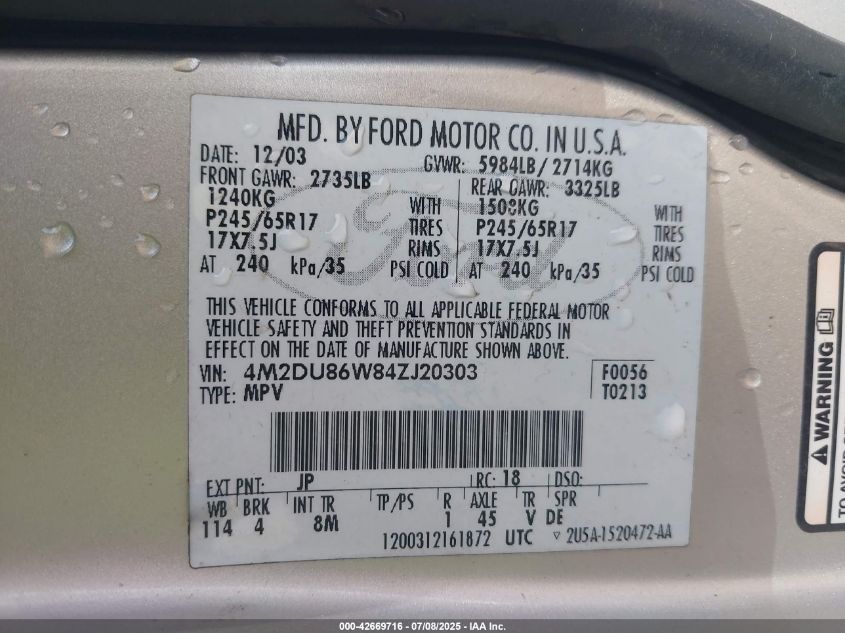 MFD. BY FORD MOTOR CO. IN U.S.A.
DATE: 12/03 GVWR: 5984LB/ 2714KG
FRONT GAWR: 2735LB REAR GAWR: 3325LB
1240KG WITH 1508KG WITH
P245/65R17 TIRES P245/65R17 TIRES
17X7.5J RIMS 17X7.5J RIMS
AT 240 kPa/35 PSI COLD AT 240 kPa/35 PSI COLD
Ford
THIS VEHICLE CONFORMS TO ALL APPLICABLE FEDERAL MOTOR
VEHICLE SAFETY AND THEFT PREVENTION STANDARDS IN
EFFECT ON THE DATE OF MANUFACTURE SHOWN ABOVE.
VIN: 4M2DU86W84ZJ20303 F0056
TYPE: MPV T0213
EXT PNT: JP RC: 18 DSO:
WB BRK INT TR TP/PS R AXLE TR SPR
114 4 8M 1 45 V DE
1200312161872 UTC ▽ 2U5A-1520472-AA
WARNING
TO AVOID
000-42669716 - 07/08/2025 - IAA Inc.